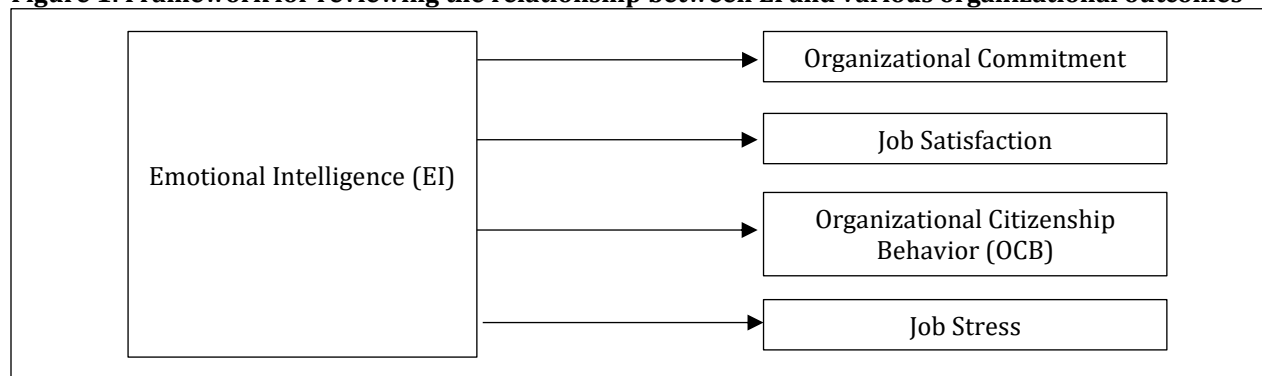 Figure 1: Framework for reviewing the relationship between EI and various organizational outcomes
Emotional Intelligence (EI)
Organizational Commitment
Job Satisfaction
Organizational Citizenship
Behavior (OCB)
Job Stress